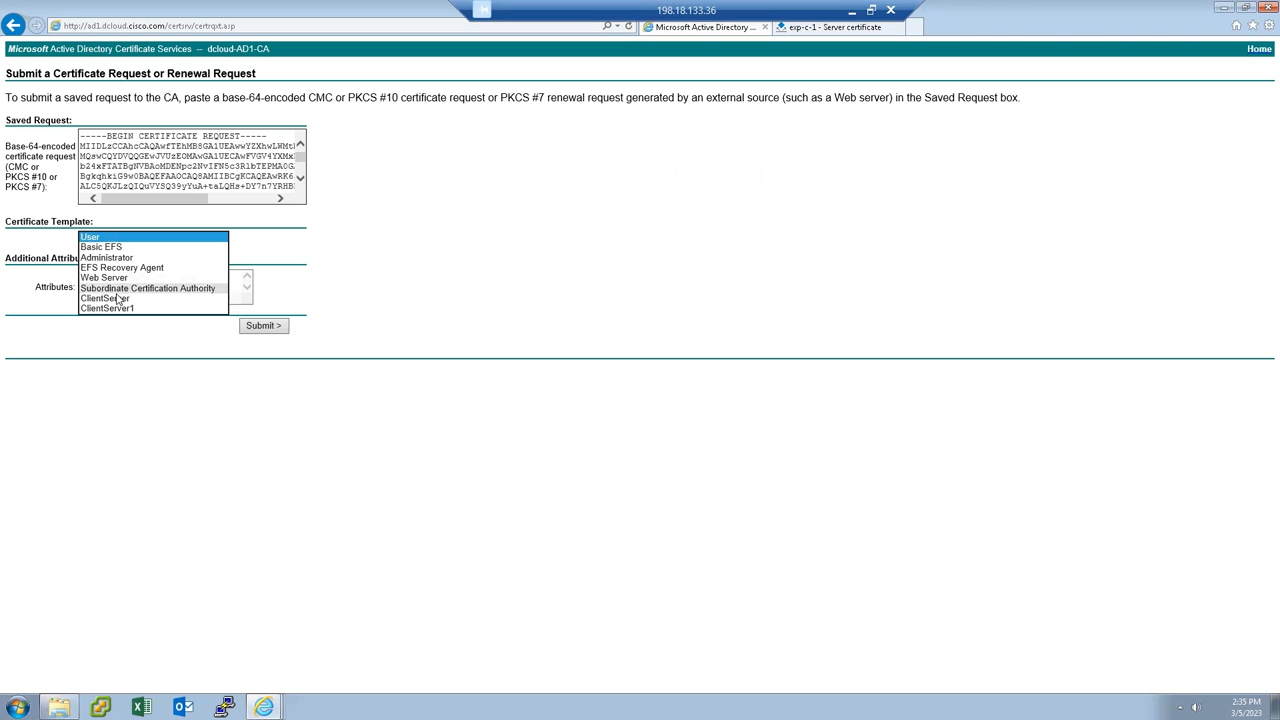 198.18.133.36
http://ad1.dcloud.cisco.com/certsrv/certrqxt.asp
Microsoft Active Directory ...
exp-c-1 - Server certificate
Microsoft Active Directory Certificate Services -- dcloud-AD1-CA
Home
Submit a Certificate Request or Renewal Request
To submit a saved request to the CA, paste a base-64-encoded CMC or PKCS #10 certificate request or PKCS #7 renewal request generated by an external source (such as a Web server) in the Saved Request box.
Saved Request:
Base-64-encoded
certificate request
(CMC or
PKCS #10 or
PKCS #7):
-----BEGIN CERTIFICATE REQUEST-----
Certificate Template:
User
Basic EFS
Administrator
EFS Recovery Agent
Web Server
Subordinate Certification Authority
ClientServer
ClientServer1
Additional Attribu
Attributes:
Submit >
2:35 PM
3/5/2023